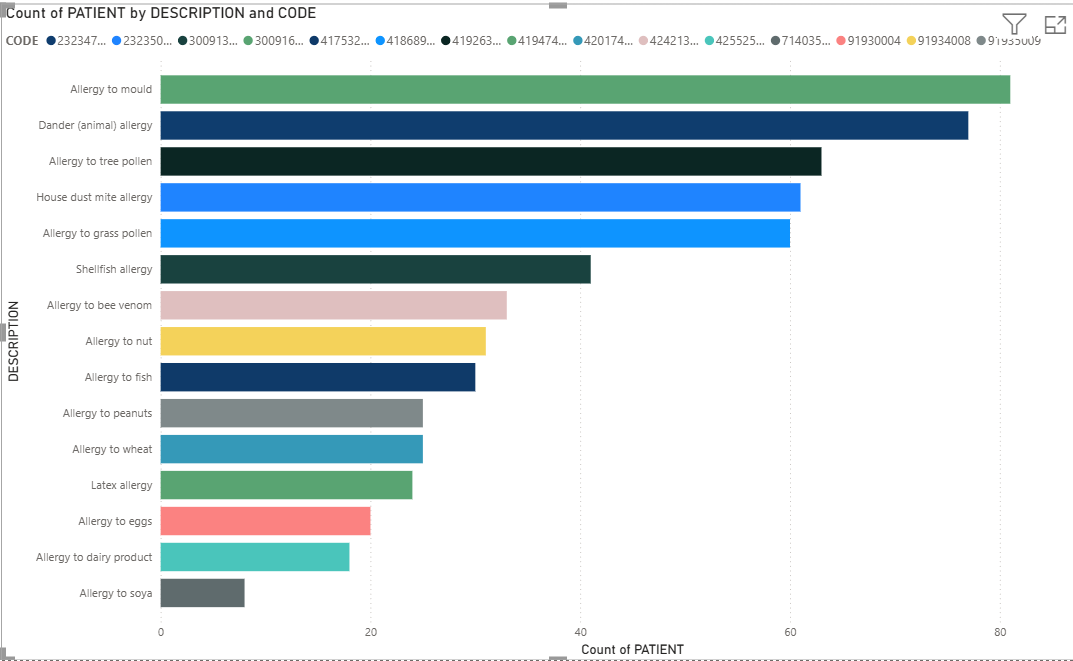 Count of PATIENT by DESCRIPTION and CODE
CODE 232347... 232350... 300913... 300916... 417532... 418689... 419263... 419474... 420174... 424213... 425525... 714035... 91930004 91934008 91935009
DESCRIPTION
Allergy to mould
Dander (animal) allergy
Allergy to tree pollen
House dust mite allergy
Allergy to grass pollen
Shellfish allergy
Allergy to bee venom
Allergy to nut
Allergy to fish
Allergy to peanuts
Allergy to wheat
Latex allergy
Allergy to eggs
Allergy to dairy product
Allergy to soya
0 20 40 60 80
Count of PATIENT